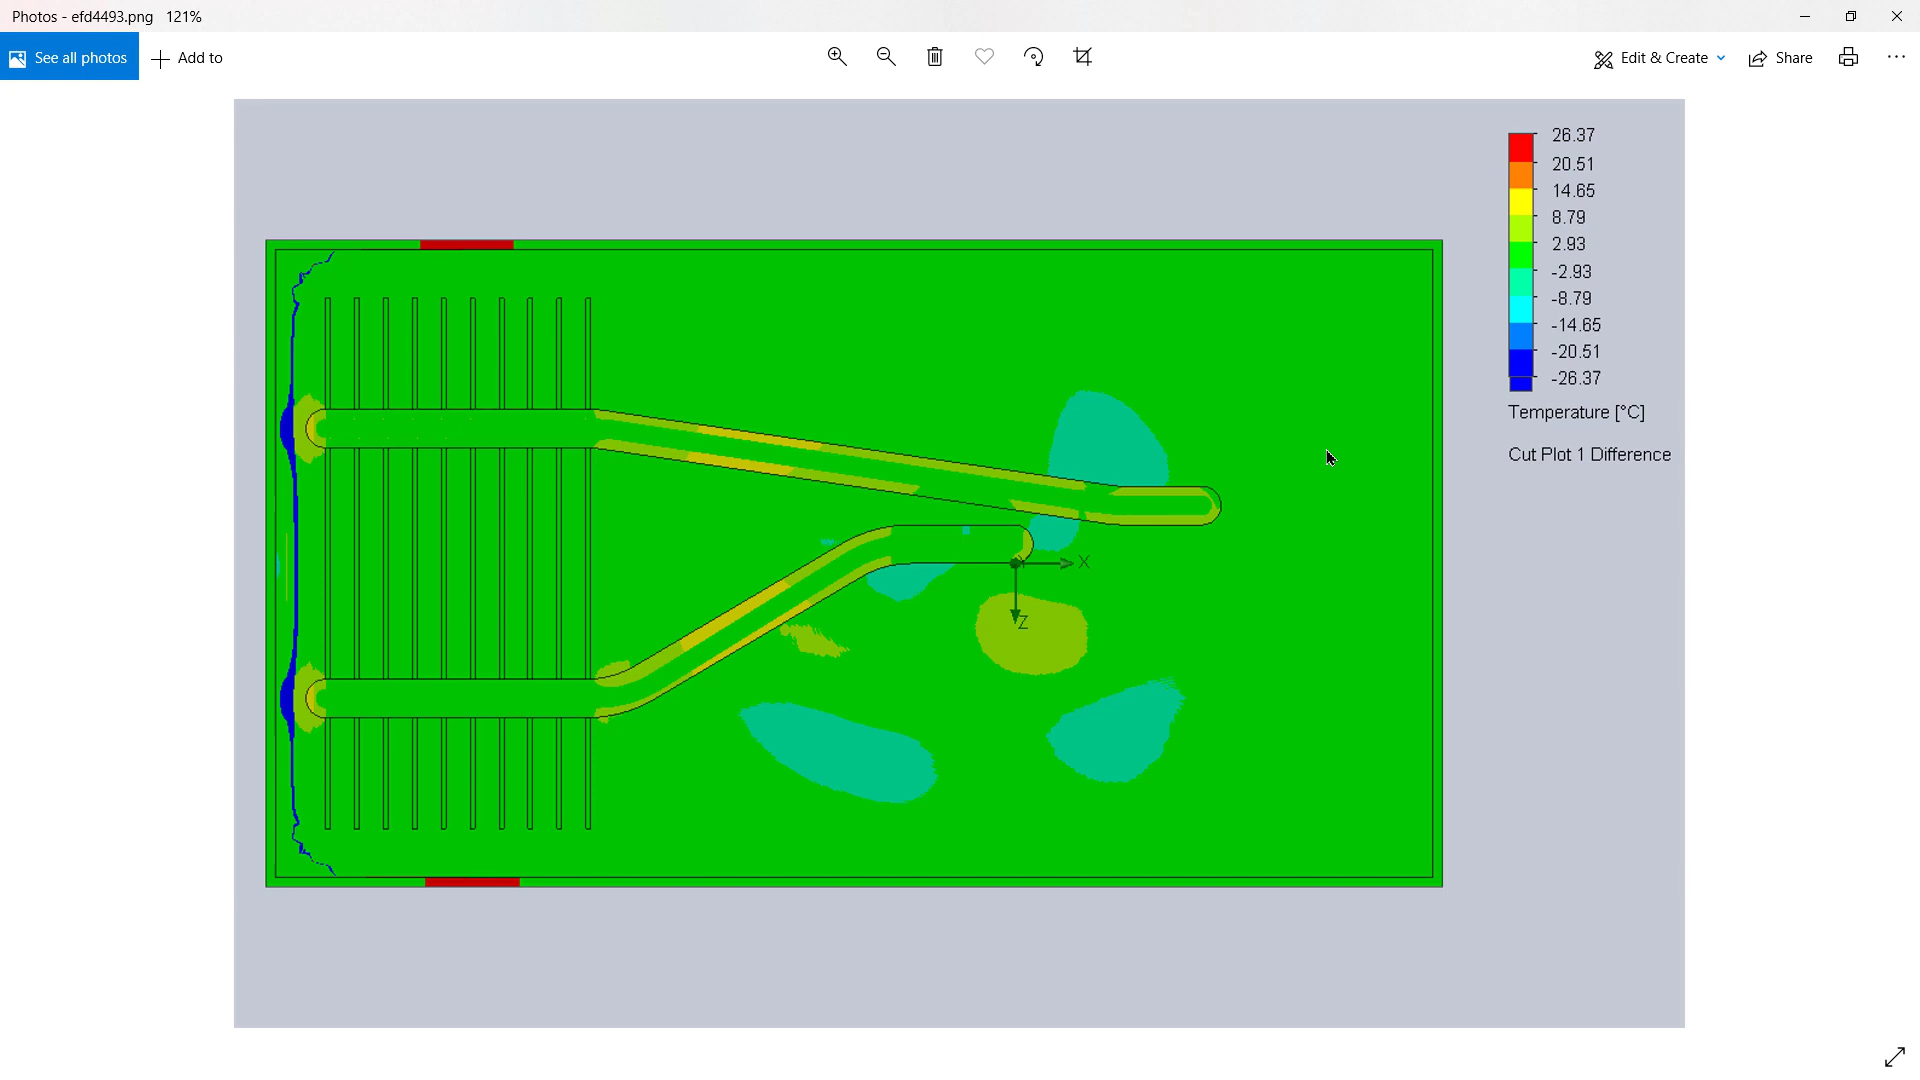 Photos - efd4493.png 121%
See all photos
Add to
Edit & Create
Share
26.37
20.51
14.65
8.79
2.93
-2.93
-8.79
-14.65
-20.51
-26.37
Temperature [°C]
Cut Plot 1 Difference
X
Z